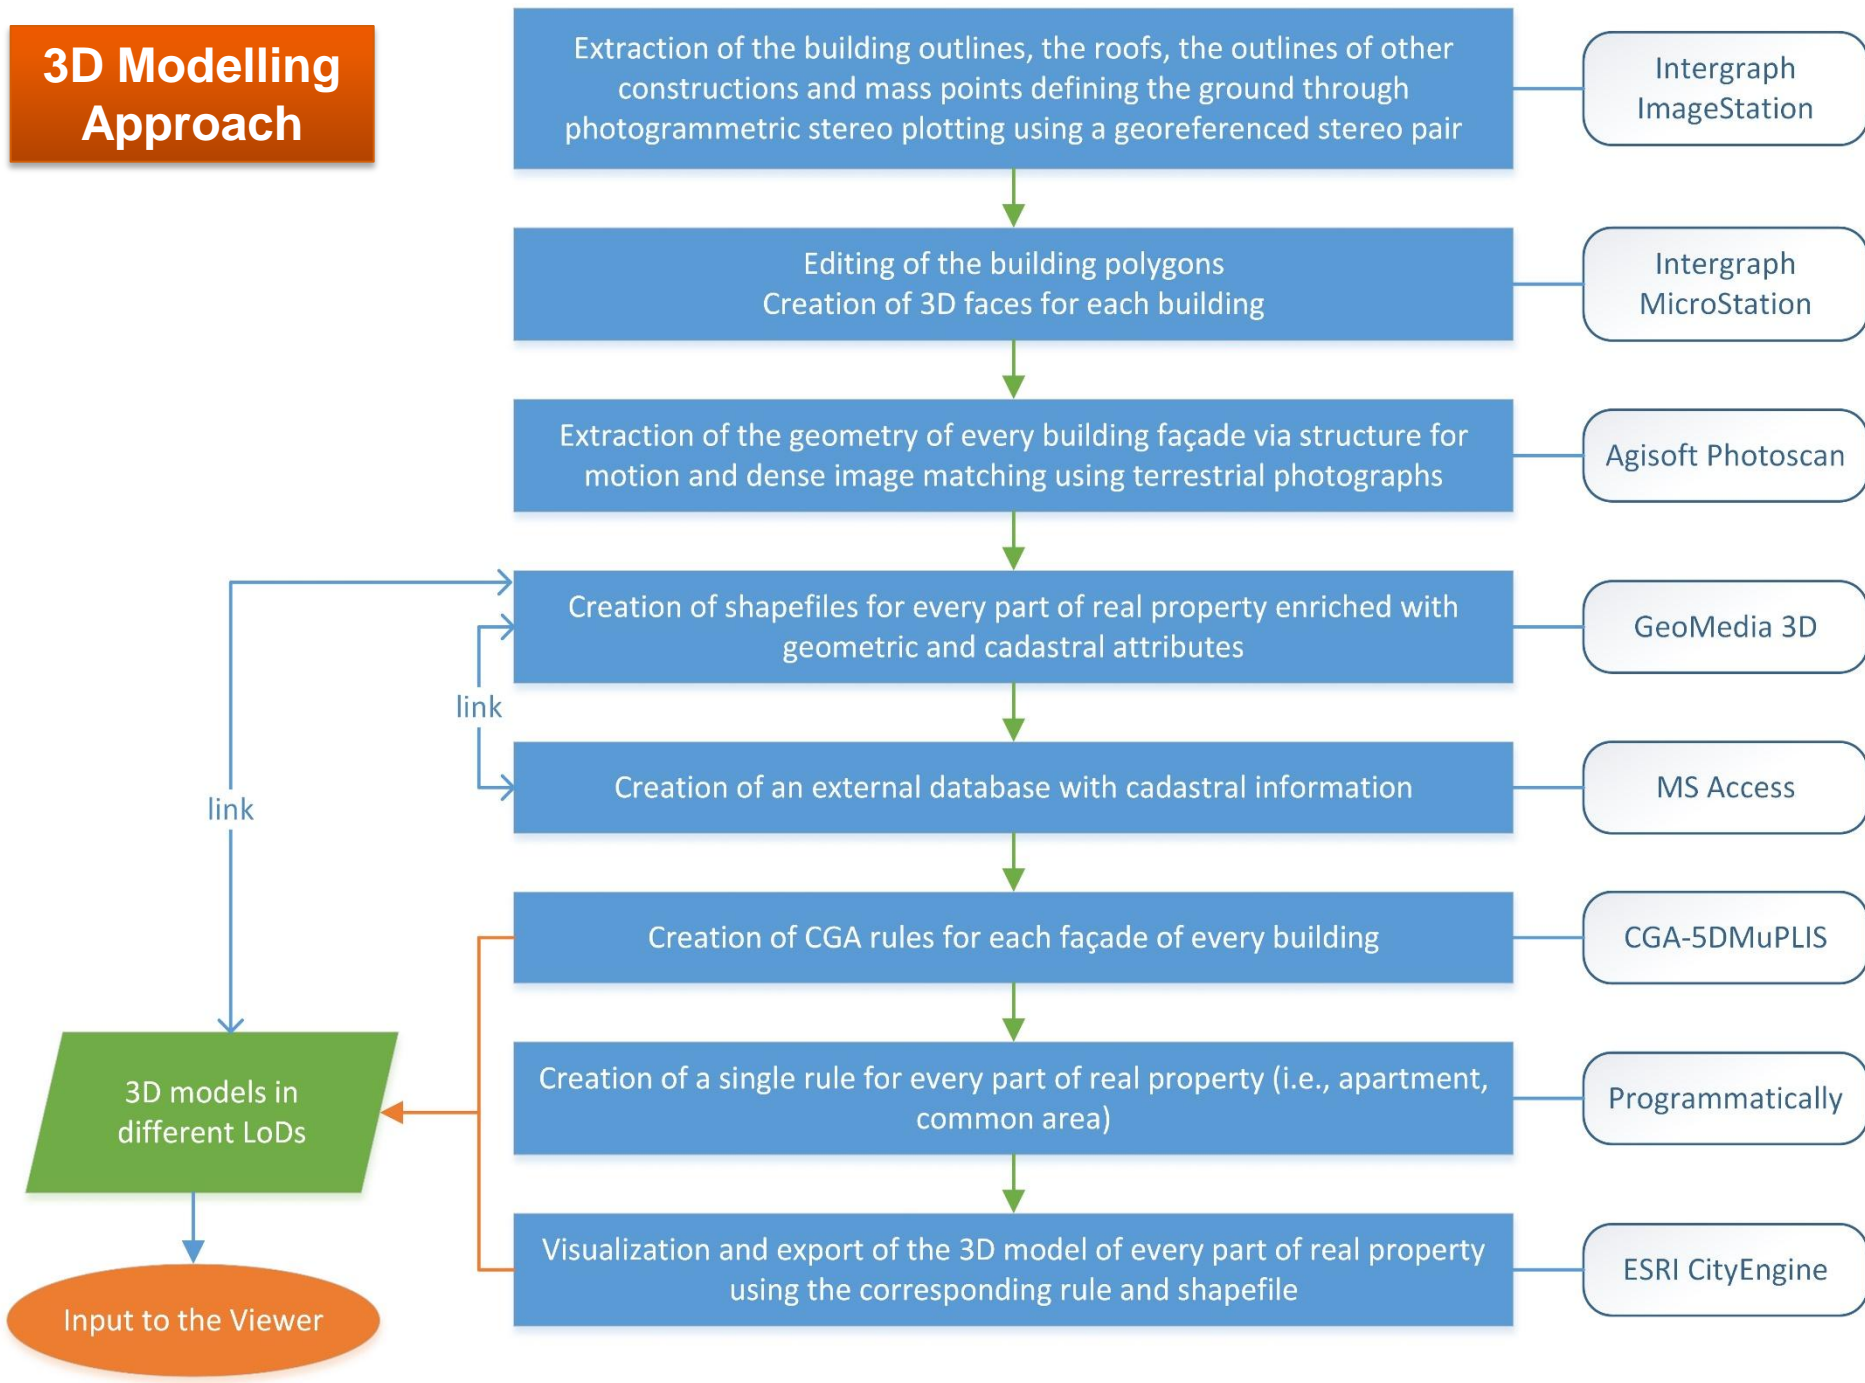 3D Modelling
Approach
Extraction of the building outlines, the roofs, the outlines of other
constructions and mass points defining the ground through
photogrammetric stereo plotting using a georeferenced stereo pair
Intergraph
ImageStation
Editing of the building polygons
Creation of 3D faces for each building
Intergraph
MicroStation
Extraction of the geometry of every building façade via structure for
motion and dense image matching using terrestrial photographs
Agisoft Photoscan
Creation of shapefiles for every part of real property enriched with
geometric and cadastral attributes
GeoMedia 3D
link
link
Creation of an external database with cadastral information
MS Access
Creation of CGA rules for each façade of every building
CGA-5DMuPLIS
Creation of a single rule for every part of real property (i.e., apartment,
common area)
Programmatically
3D models in
different LoDs
Visualization and export of the 3D model of every part of real property
using the corresponding rule and shapefile
ESRI CityEngine
Input to the Viewer